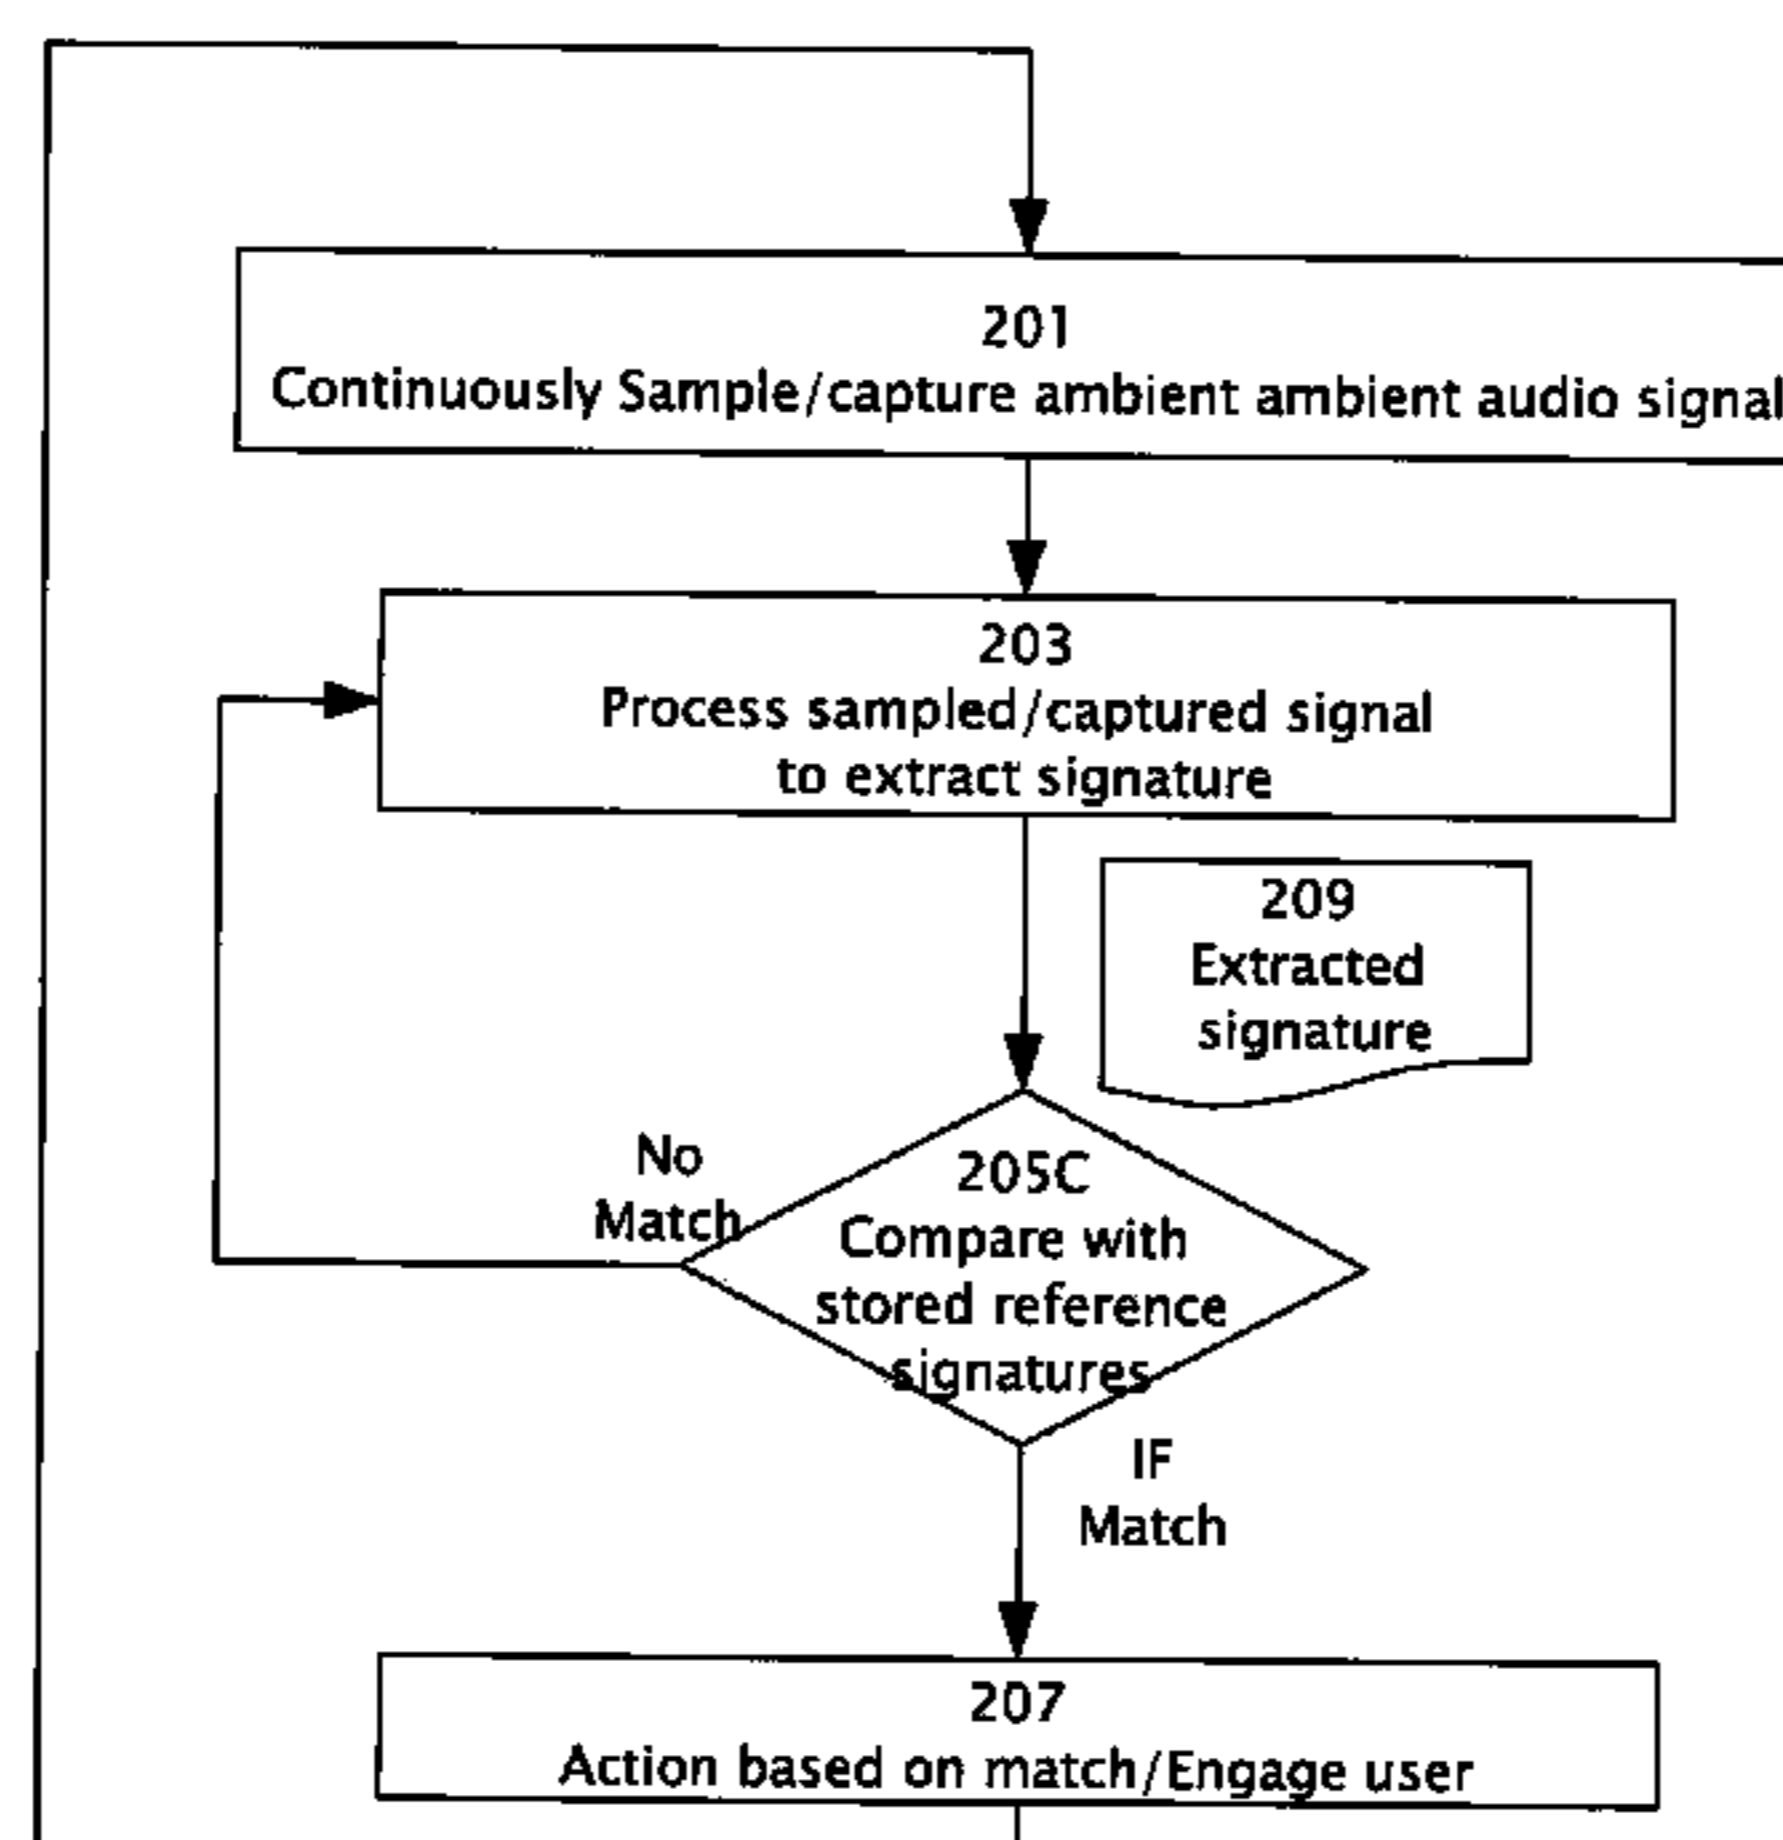 201
Continuously Sample/capture ambient ambient audio signal
203
Process sampled/captured signal
to extract signature
209
Extracted
signature
No
Match
205C
Compare with
stored reference
signatures
IF
Match
207
Action based on match/Engage user